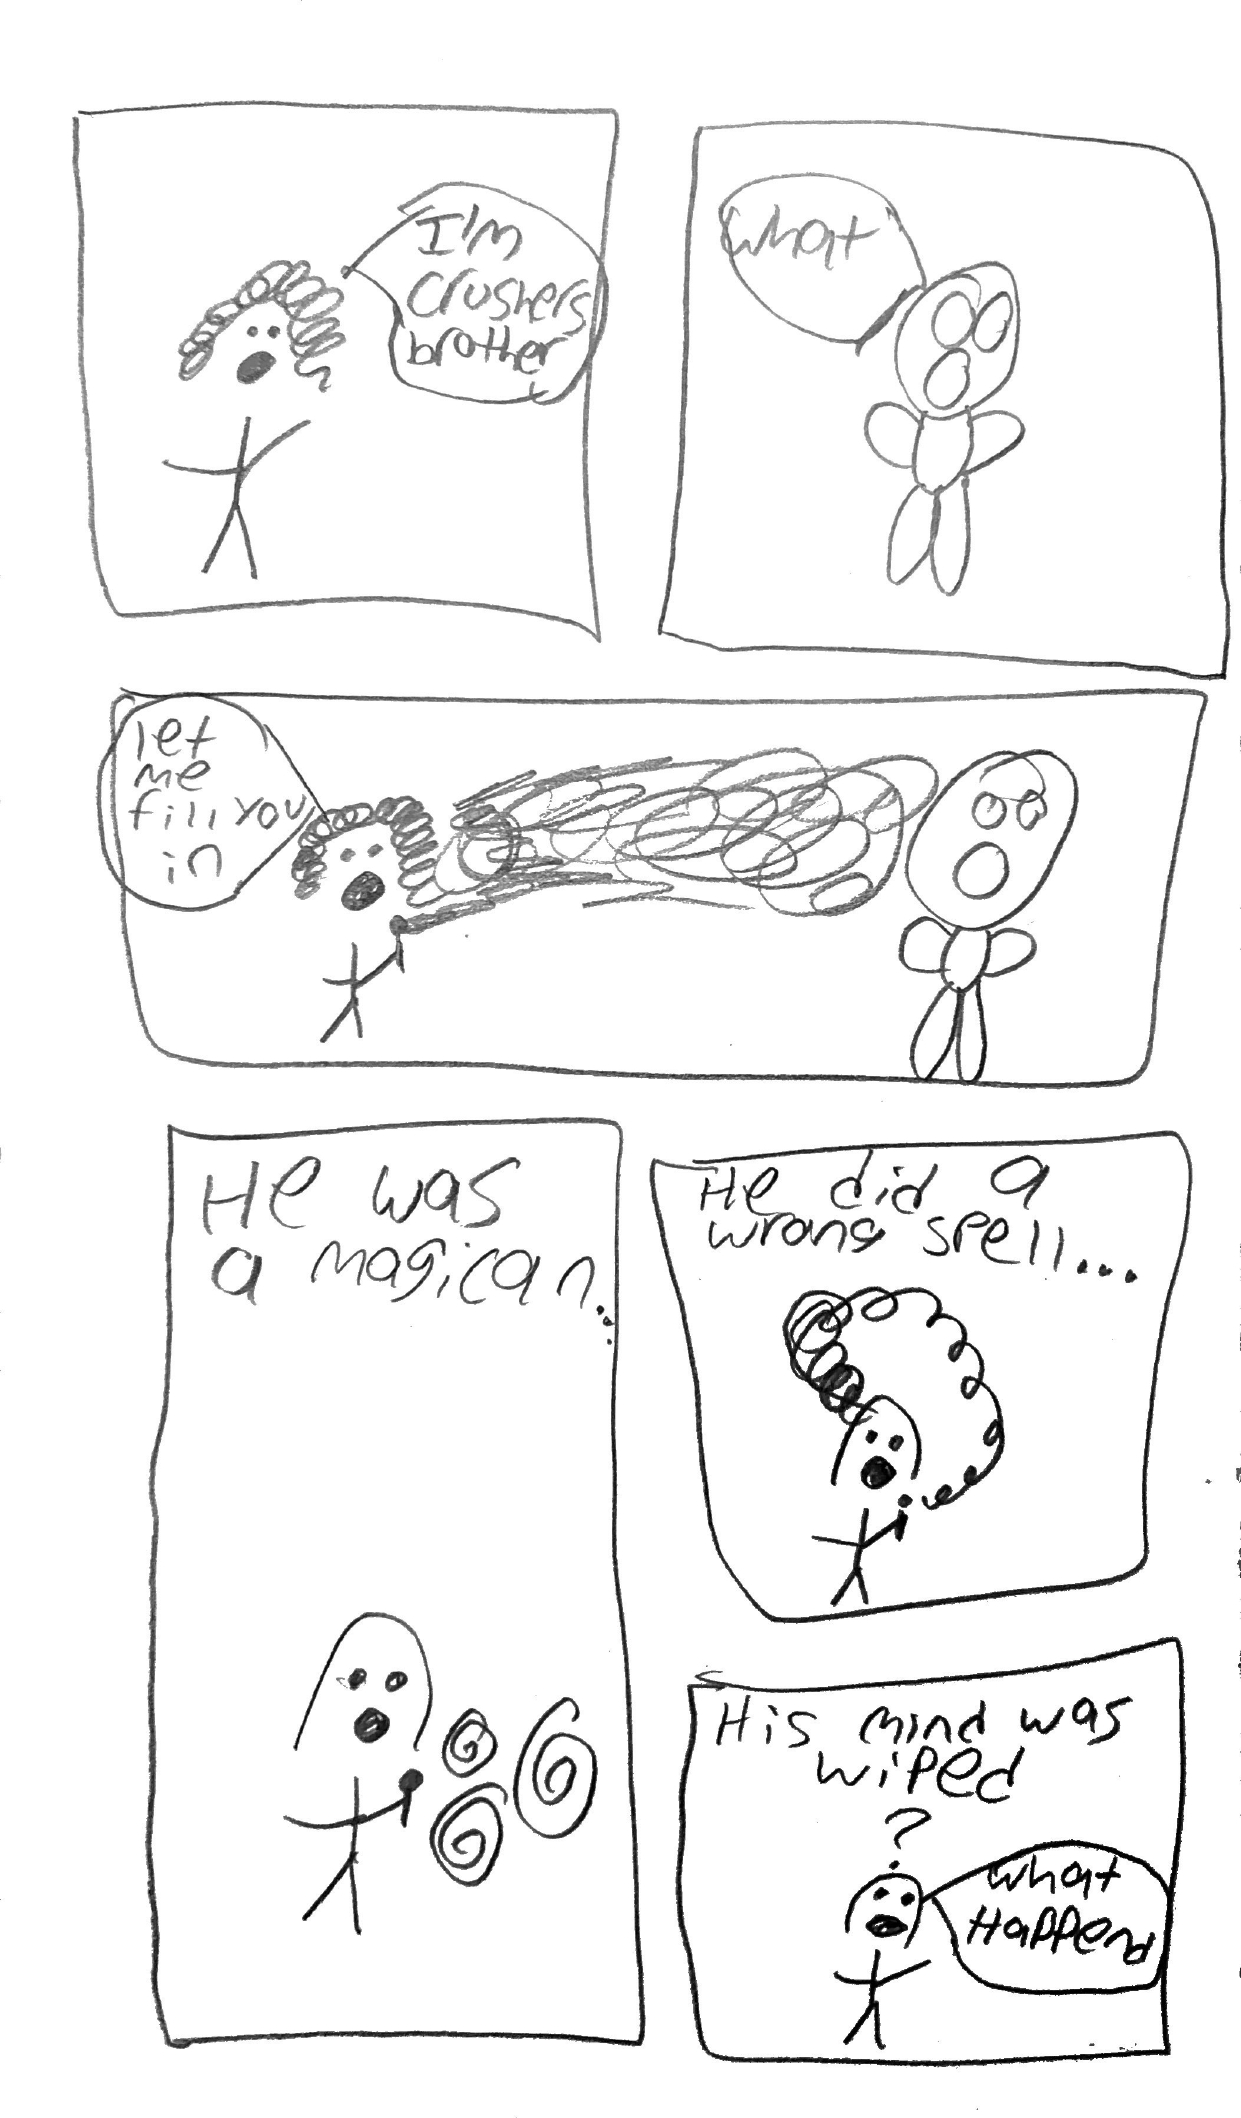 I'm
crushers
brother
what
let
me
fill you
in
He was
a magican...
He did a
wrong spell...
His mind was
wiped
?
what
Happend